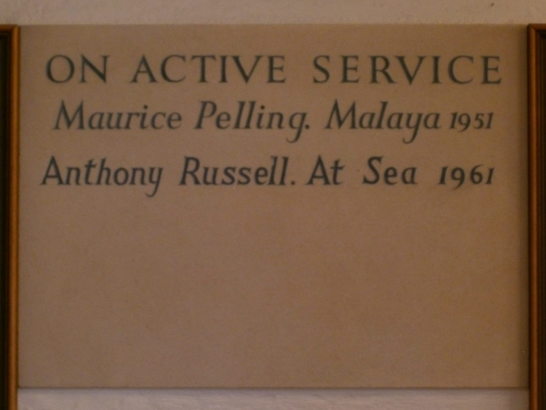 ON ACTIVE SERVICE
Maurice Pelling. Malaya 1951
Anthony Russell. At Sea 1961